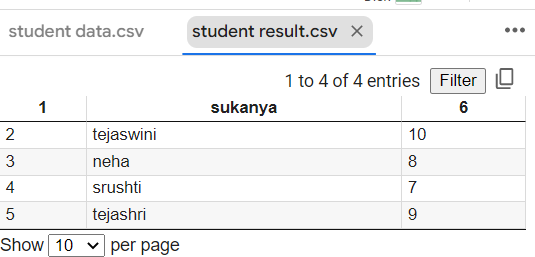 student data.csv student result.csv
1 to 4 of 4 entries Filter
1 sukanya 6
2 tejaswini 10
3 neha 8
4 srushti 7
5 tejashri 9
Show 10 per page